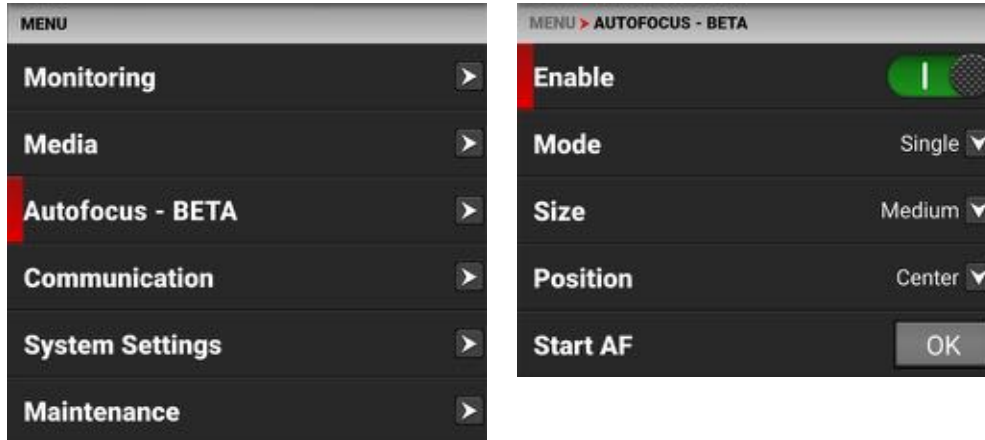 MENU
Monitoring
Media
Autofocus - BETA
Communication
System Settings
Maintenance
MENU > AUTOFOCUS - BETA
Enable
Mode Single
Size Medium
Position Center
Start AF OK